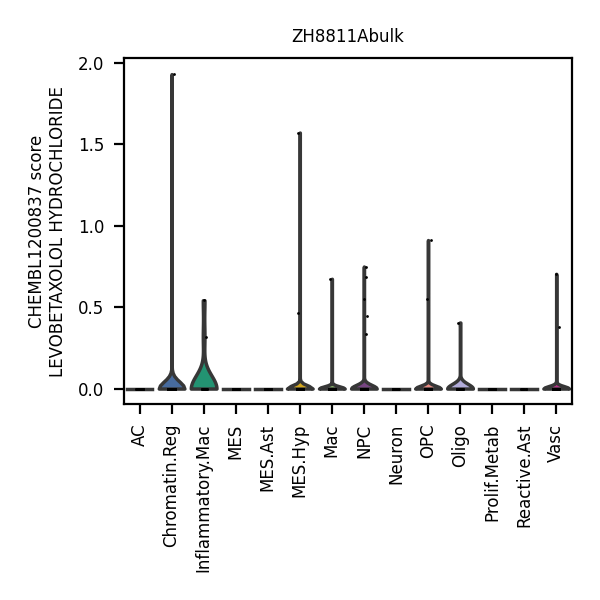 ZH8811Abulk
CHEMBL1200837 score
LEVOBETAXOLOL HYDROCHLORIDE
2.0
1.5
1.0
0.5
0.0
AC
Chromatin.Reg
Inflammatory.Mac
MES
MES.Ast
MES.Hyp
Mac
NPC
Neuron
OPC
Oligo
Prolif.Metab
Reactive.Ast
Vasc